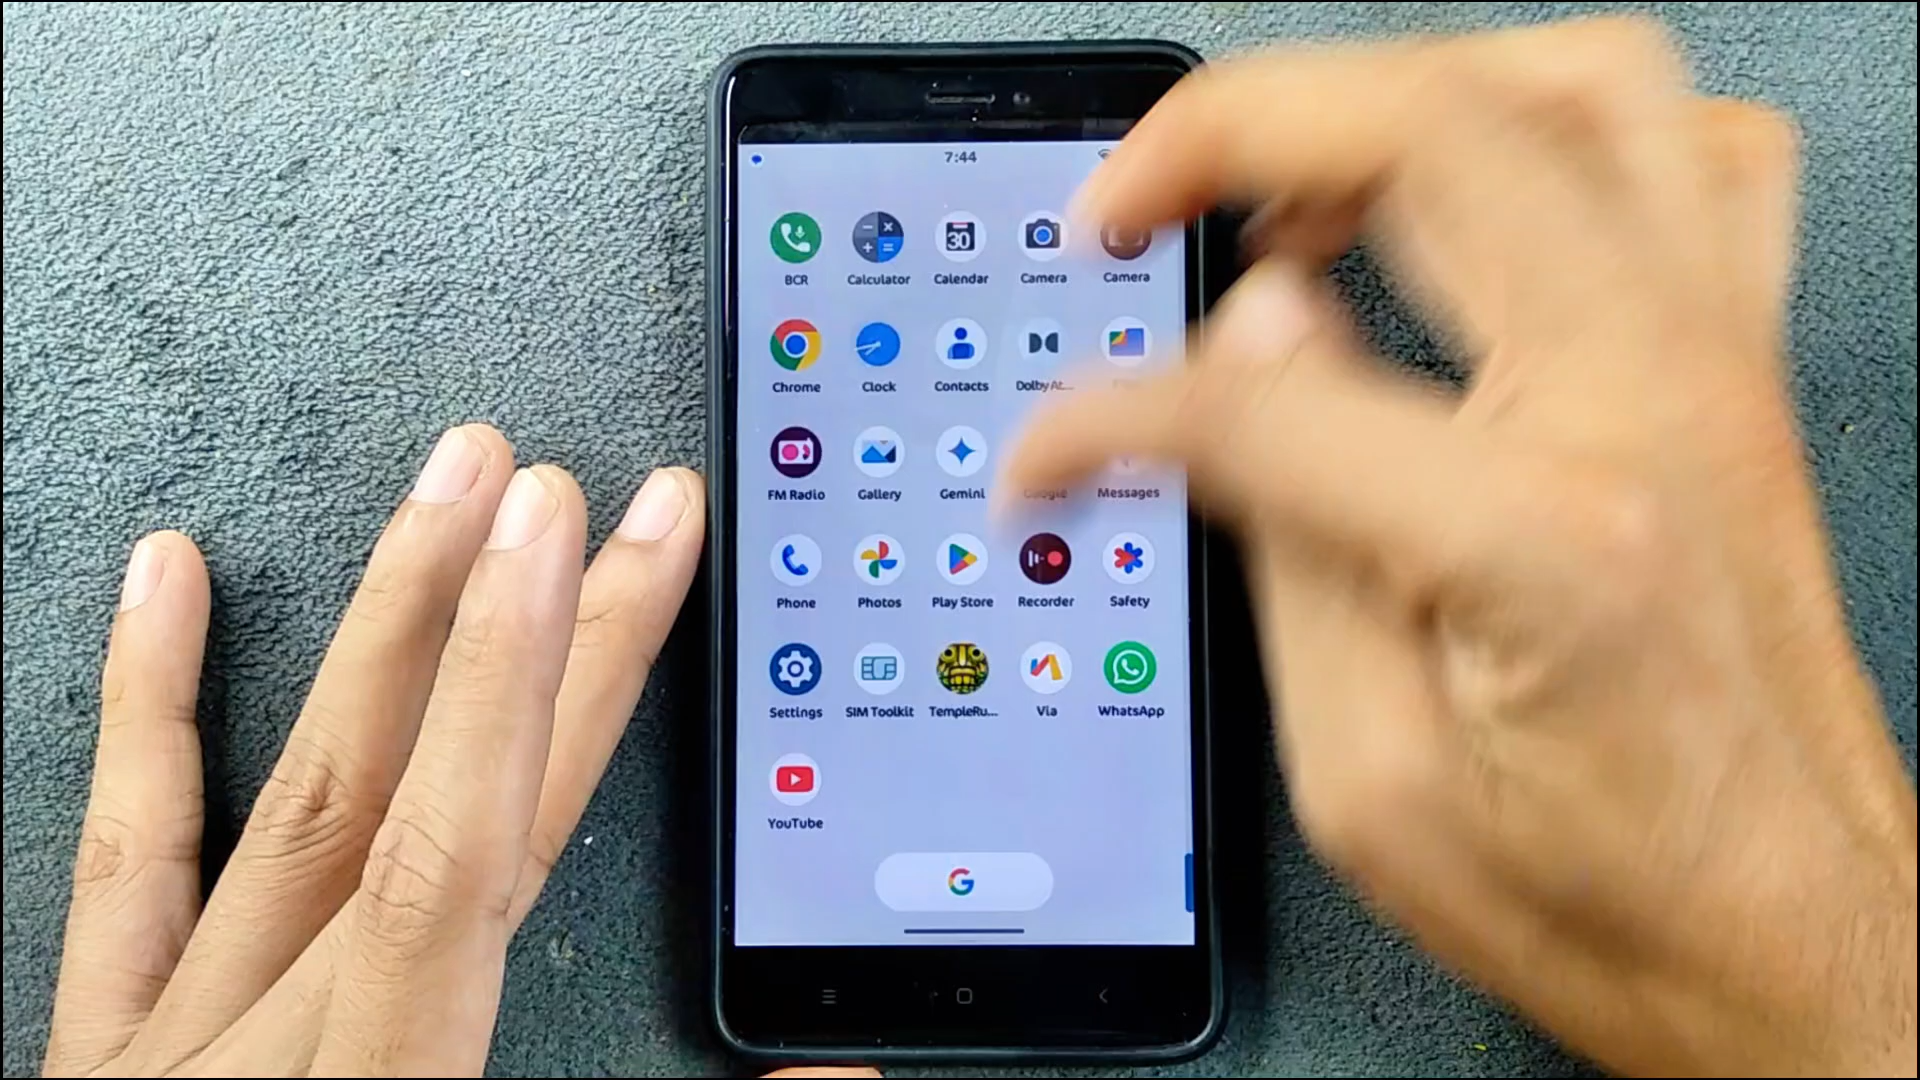 7:44
30
BCR Calculator Calendar Camera Camera
Chrome Clock Contacts Dolby At...
FM Radio Gallery Gemini Google Messages
Phone Photos Play Store Recorder Safety
Settings SIM Toolkit TempleRu... Via WhatsApp
YouTube
G